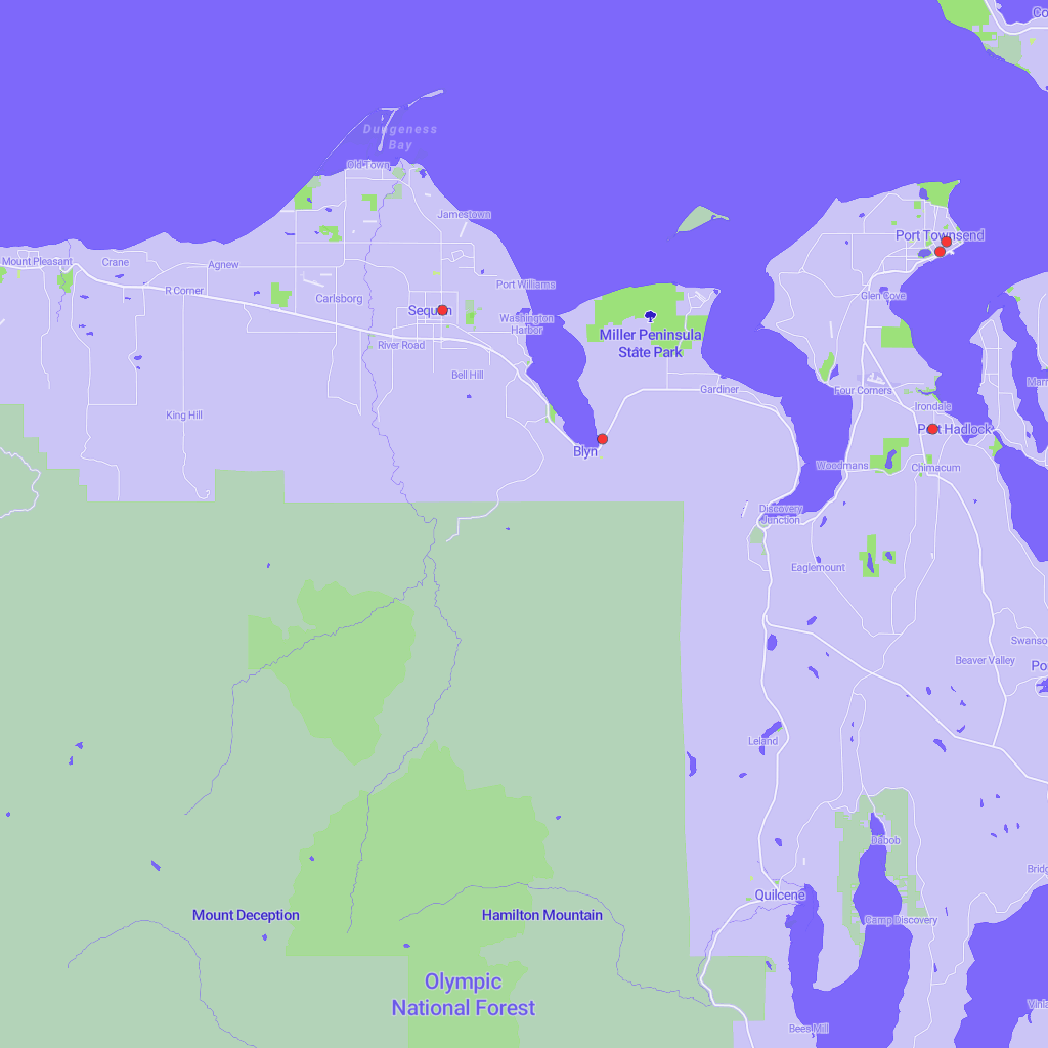 Co
Dungeness
Bay
Old Town
Jamestown
Port Townsend
Mount Pleasant
Crane
Agnew
R Corner
Carlsborg
Port Williams
Glen Cove
Sequim
Washington
Harbor
Miller Peninsula
State Park
River Road
Bell Hill
Gardiner
Four Corners
Marr
King Hill
Irondale
Port Hadlock
Blyn
Woodmans
Chimacum
Discovery
Junction
Eaglemount
Swanso
Beaver Valley
Po
Leland
Dabob
Bridg
Quilcene
Mount Deception
Hamilton Mountain
Camp Discovery
Olympic
National Forest
Vinla
Bees Mill